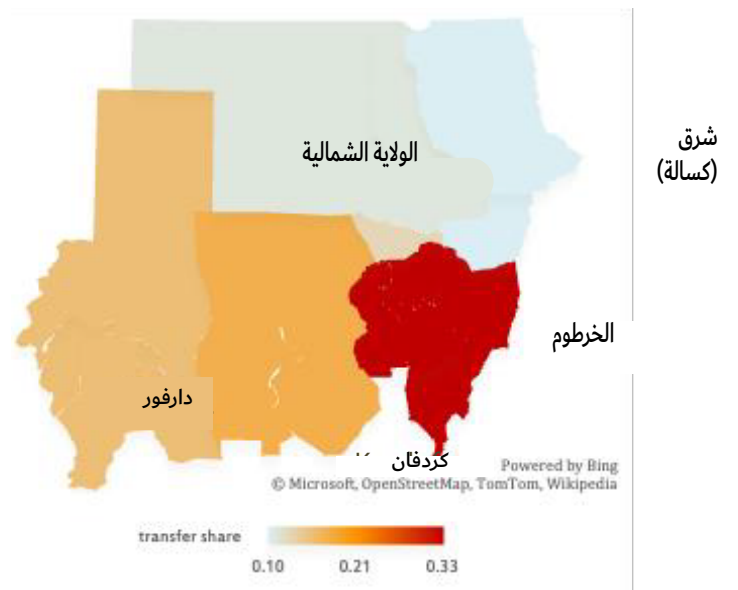 شرق
(كسالة)
الولاية الشمالية
الخرطوم
دارفور
كردفان
Powered by Bing
© Microsoft, OpenStreetMap, TomTom, Wikipedia
transfer share
0.10 0.21 0.33